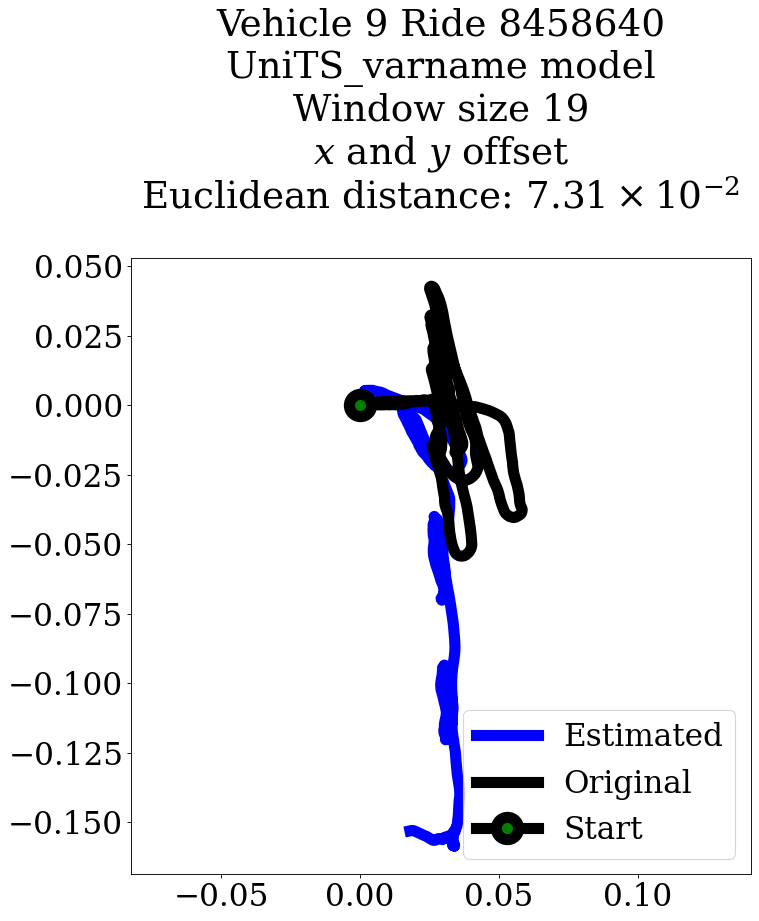 Vehicle 9 Ride 8458640
UniTS_varname model
Window size 19
x and y offset
Euclidean distance: 7.31 × 10⁻²
0.050
0.025
0.000
−0.025
−0.050
−0.075
−0.100
−0.125
−0.150
Estimated
Original
Start
−0.05 0.00 0.05 0.10